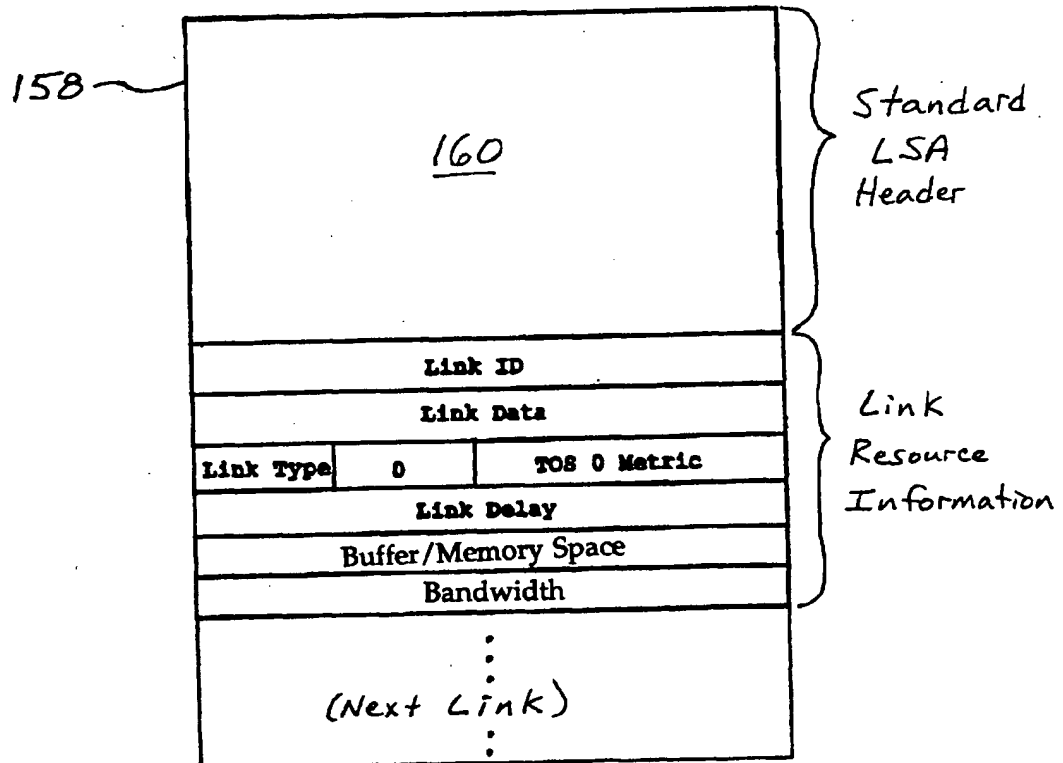 158
160
Standard
LSA
Header
Link ID
Link Data
Link Type 0 TOS 0 Metric
Link Delay
Buffer/Memory Space
Bandwidth
Link
Resource
Information
(Next Link)